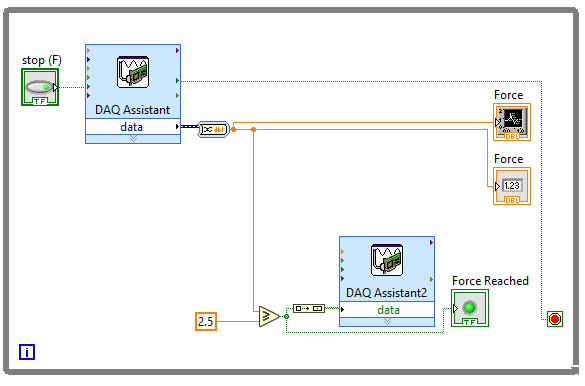 stop (F)
TF
DAQ Assistant
data
dbl
Force
DBL
Force
1.23
DBL
DAQ Assistant2
data
Force Reached
TF
2.5
i